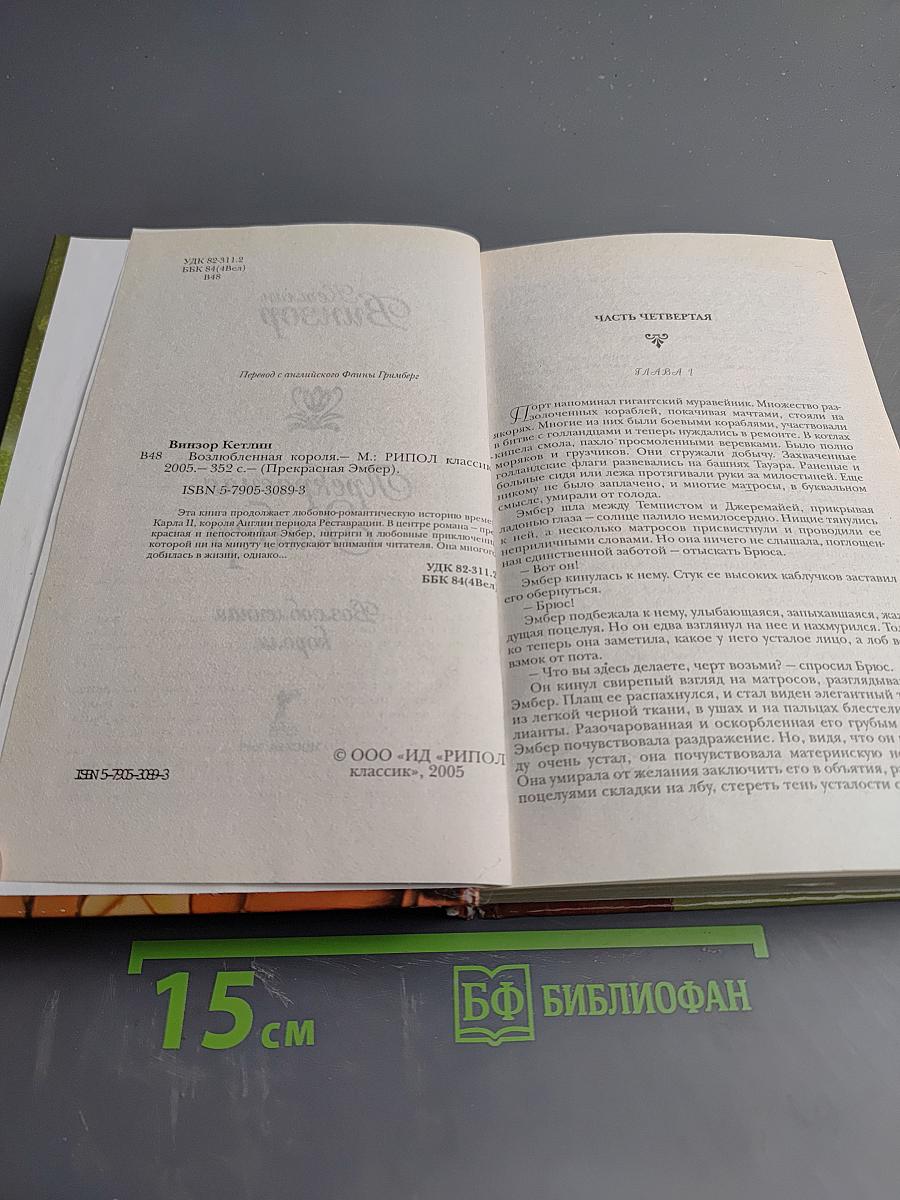 УДК 82-311.2
ББК 84(4Вел)
В48
Перевод с английского Фаины Гримберг
Винзор Кетлин
В48 Возлюбленная короля.— М.: РИПОЛ классик
2005.— 352 с.— (Прекрасная Эмбер).
ISBN 5-7905-3089-3
Эта книга продолжает любовно-романтическую историю време
Карла II, короля Англии периода Реставрации. В центре романа — пр
красная и непостоянная Эмбер, интриги и любовные приключени
которой ни на минуту не отпускают внимания читателя. Она многог
добилась в жизни, однако...
УДК 82-311.2
ББК 84(4Вел
© ООО «ИД «РИПОЛ
классик», 2005
ISBN 5-7905-3089-3
ЧАСТЬ ЧЕТВЕРТАЯ
ГЛАВА 1
Порт напоминал гигантский муравейник. Множество раз-
золоченных кораблей, покачивая мачтами, стояли на
якорях. Многие из них были боевыми кораблями, участвовали
в битве с голландцами и теперь нуждались в ремонте. В котлах
кипела смола, пахло просмоленными веревками. Было полно
моряков и грузчиков. Они сгружали добычу. Захваченные
голландские флаги развевались на башнях Тауэра. Раненые и
больные сидя или лежа протягивали руки за милостыней. Еще
никому не было заплачено, и многие матросы, в буквальном
смысле, умирали от голода.
Эмбер шла между Темпистом и Джеремайей, прикрывая
ладонью глаза — солнце палило немилосердно. Нищие тянулись
к ней, а несколько матросов присвистнули и проводили ее
неприличными словами. Но она ничего не слышала, поглощен-
ная единственной заботой — отыскать Брюса.
— Вот он!
Эмбер кинулась к нему. Стук ее высоких каблучков заставил
его обернуться.
— Брюс!
Эмбер подбежала к нему, улыбающаяся, запыхавшаяся, жаж
дущая поцелуя. Но он едва взглянул на нее и нахмурился. Тол
ко теперь она заметила, какое у него усталое лицо, а лоб в
взмок от пота.
— Что вы здесь делаете, черт возьми? — спросил Брюс.
Он кинул свирепый взгляд на матросов, разглядыва
Эмбер. Плащ ее распахнулся, и стал виден элегантный т
из легкой черной ткани, в ушах и на пальцах блестели
лианты. Разочарованная и оскорбленная его грубым
Эмбер почувствовала раздражение. Но, видя, что он
ду очень устал, она почувствовала материнскую не
Она умирала от желания заключить его в объятия, р
поцелуями складки на лбу, стереть тень усталости с
15 см
БФ БИБЛИОФАН